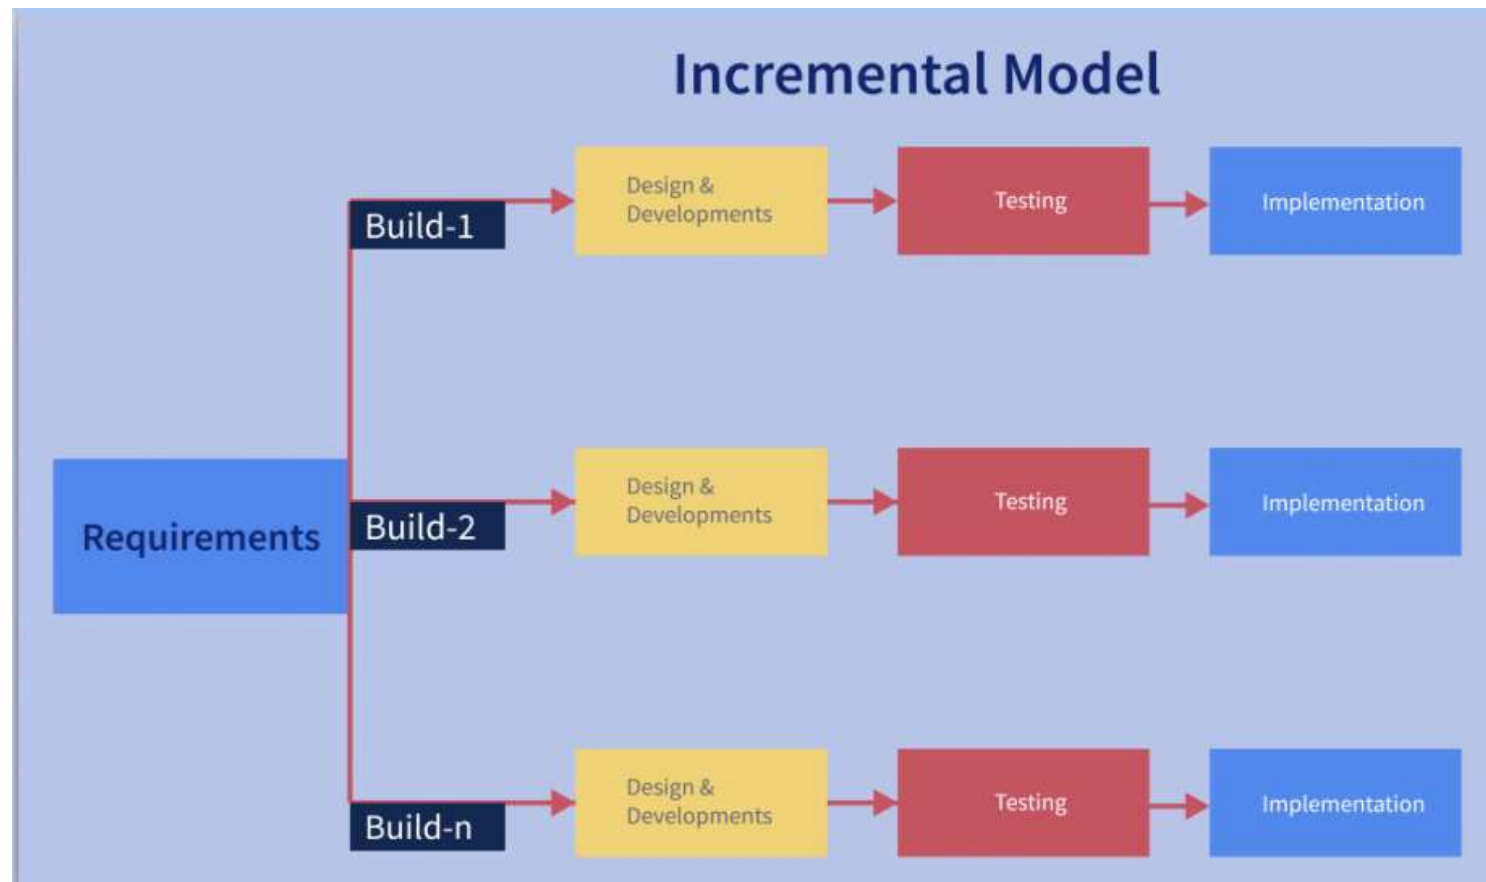 Incremental Model
Build-1
Design &
Developments
Testing
Implementation
Requirements
Build-2
Design &
Developments
Testing
Implementation
Build-n
Design &
Developments
Testing
Implementation